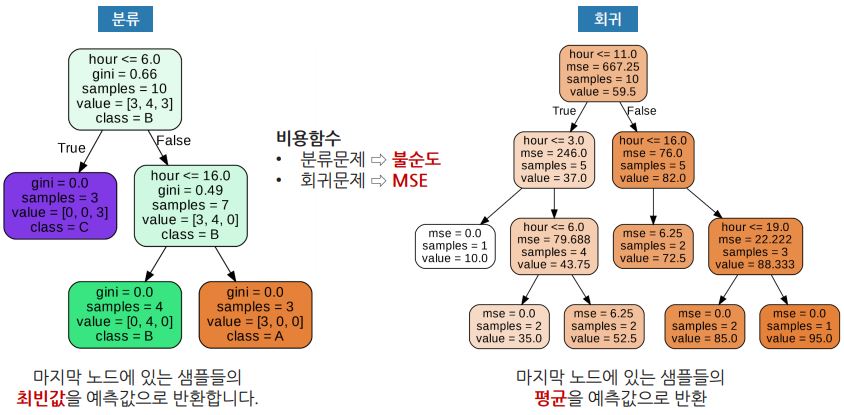 분류
hour <= 6.0
gini = 0.66
samples = 10
value = [3, 4, 3]
class = B
True
False
gini = 0.0
samples = 3
value = [0, 0, 3]
class = C
hour <= 16.0
gini = 0.49
samples = 7
value = [3, 4, 0]
class = B
gini = 0.0
samples = 4
value = [0, 4, 0]
class = B
gini = 0.0
samples = 3
value = [3, 0, 0]
class = A
마지막 노드에 있는 샘플들의
최빈값을 예측값으로 반환합니다.
비용함수
• 분류문제 ⇨ 불순도
• 회귀문제 ⇨ MSE
회귀
hour <= 11.0
mse = 667.25
samples = 10
value = 59.5
True
False
hour <= 3.0
mse = 246.0
samples = 5
value = 37.0
hour <= 16.0
mse = 76.0
samples = 5
value = 82.0
mse = 0.0
samples = 1
value = 10.0
hour <= 6.0
mse = 79.688
samples = 4
value = 43.75
mse = 6.25
samples = 2
value = 72.5
hour <= 19.0
mse = 22.222
samples = 3
value = 88.333
mse = 0.0
samples = 2
value = 35.0
mse = 6.25
samples = 2
value = 52.5
mse = 0.0
samples = 2
value = 85.0
mse = 0.0
samples = 1
value = 95.0
마지막 노드에 있는 샘플들의
평균을 예측값으로 반환